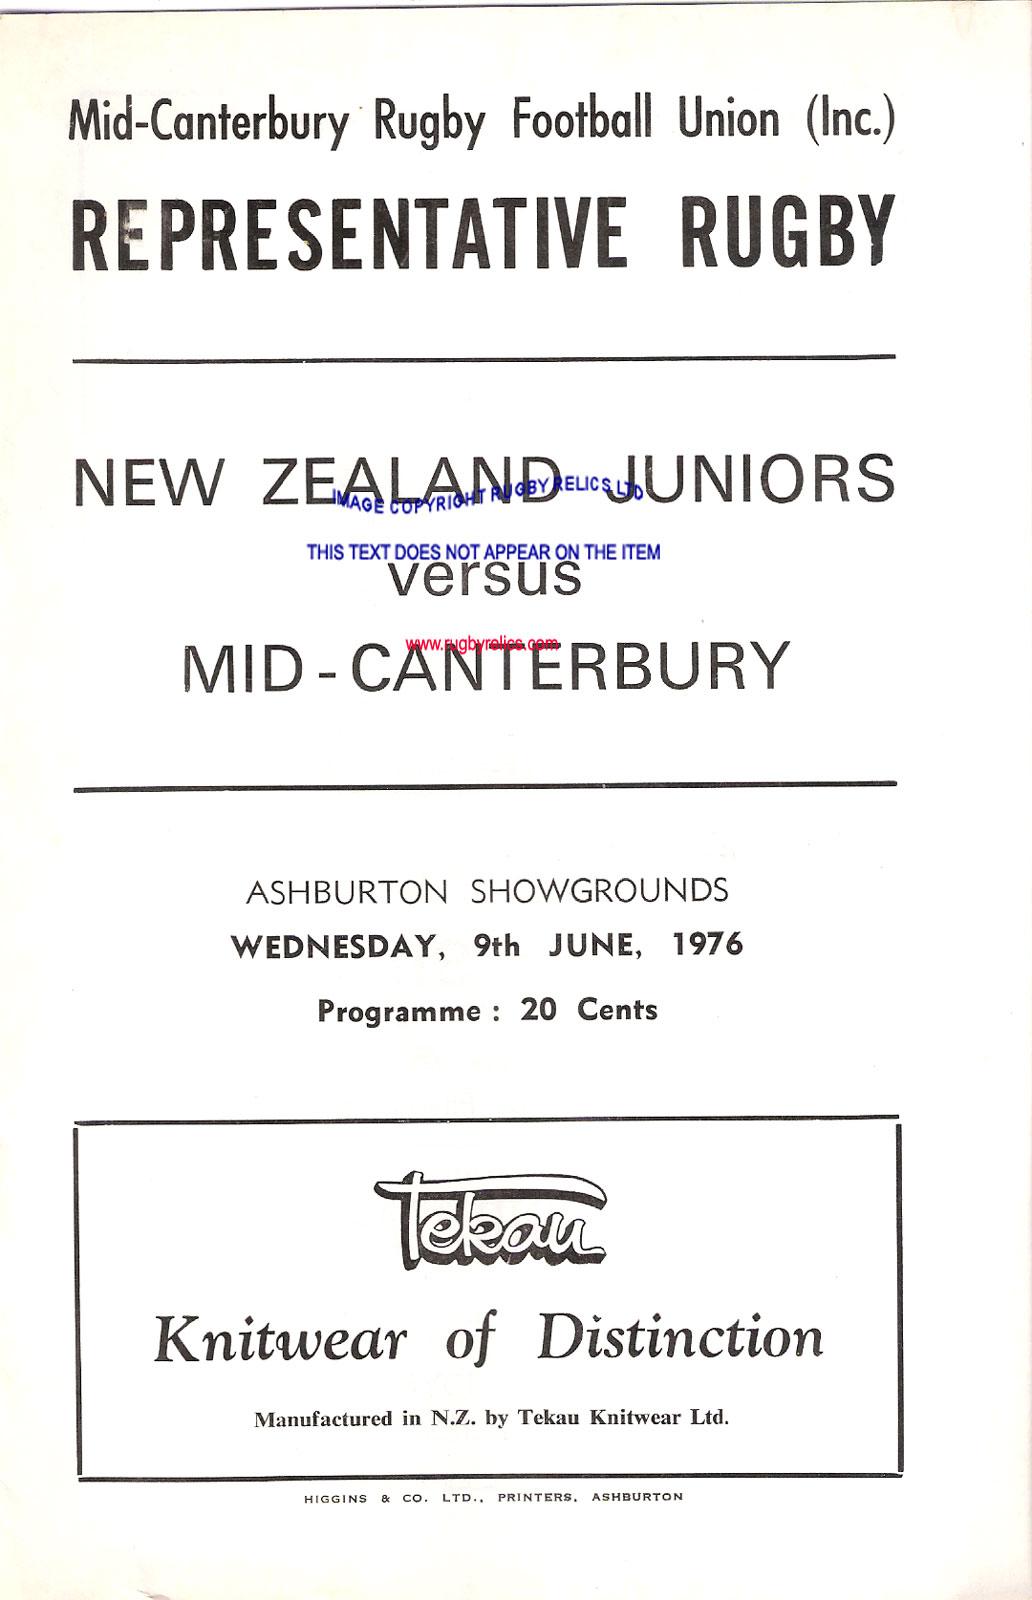 Mid-Canterbury Rugby Football Union (Inc.)
REPRESENTATIVE RUGBY
NEW ZEALAND JUNIORS
IMAGE COPYRIGHT RUGBY RELICS LTD
THIS TEXT DOES NOT APPEAR ON THE ITEM
versus
www.rugbyrelics.com
MID-CANTERBURY
ASHBURTON SHOWGROUNDS
WEDNESDAY, 9th JUNE, 1976
Programme : 20 Cents
Tekau
Knitwear of Distinction
Manufactured in N.Z. by Tekau Knitwear Ltd.
HIGGINS & CO. LTD., PRINTERS, ASHBURTON